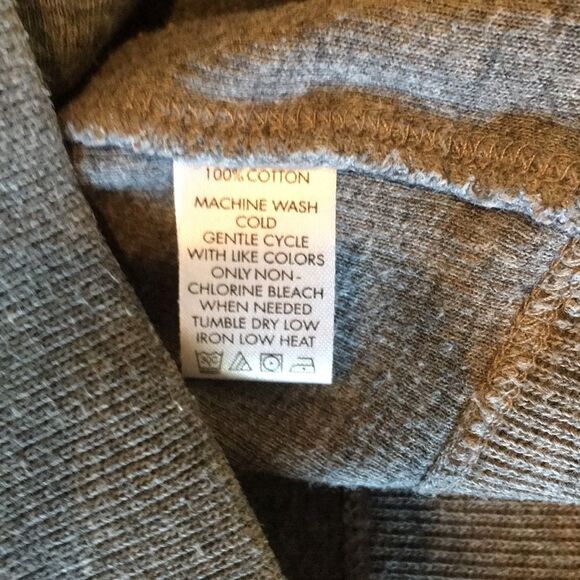 100% COTTON
MACHINE WASH
COLD
GENTLE CYCLE
WITH LIKE COLORS
ONLY NON-
CHLORINE BLEACH
WHEN NEEDED
TUMBLE DRY LOW
IRON LOW HEAT